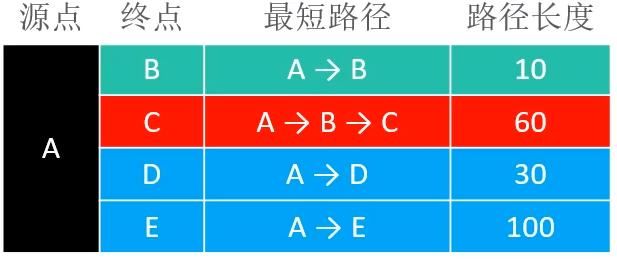 源点 终点 最短路径 路径长度
B A → B 10
C A → B → C 60
A
D A → D 30
E A → E 100